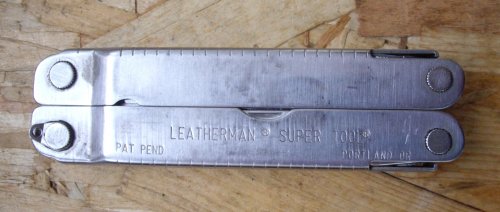 LEATHERMAN® SUPER TOOL®
PAT PEND PORTLAND OR